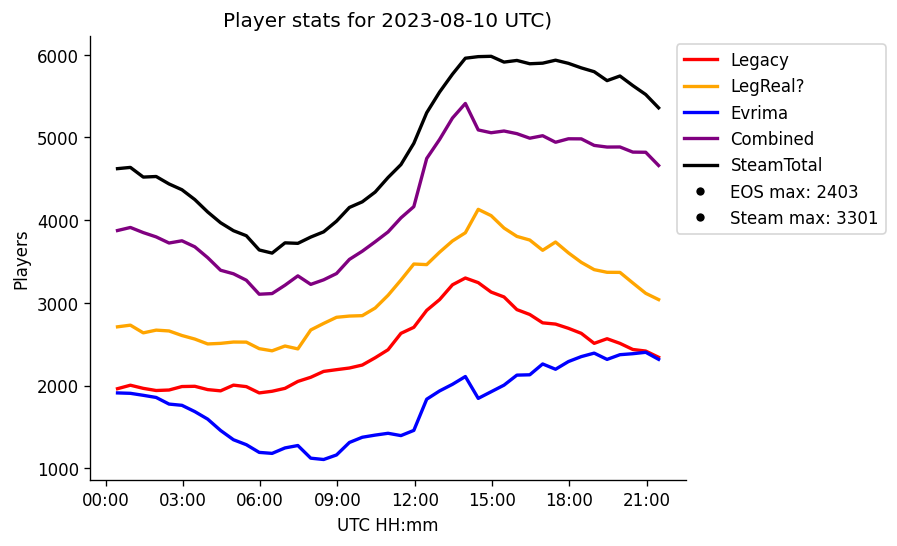 Player stats for 2023-08-10 UTC)
Legacy
LegReal?
Evrima
Combined
SteamTotal
EOS max: 2403
Steam max: 3301
6000
5000
4000
3000
2000
1000
Players
00:00 03:00 06:00 09:00 12:00 15:00 18:00 21:00
UTC HH:mm